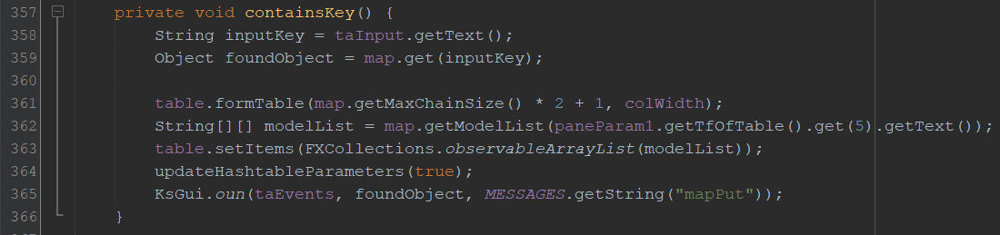 357 private void containsKey() {
358 String inputKey = taInput.getText();
359 Object foundObject = map.get(inputKey);
360
361 table.formTable(map.getMaxChainSize() * 2 + 1, colWidth);
362 String[][] modelList = map.getModelList(paneParam1.getTfOfTable().get(5).getText());
363 table.setItems(FXCollections.observableArrayList(modelList));
364 updateHashtableParameters(true);
365 KsGui.oun(taEvents, foundObject, MESSAGES.getString("mapPut"));
366 }